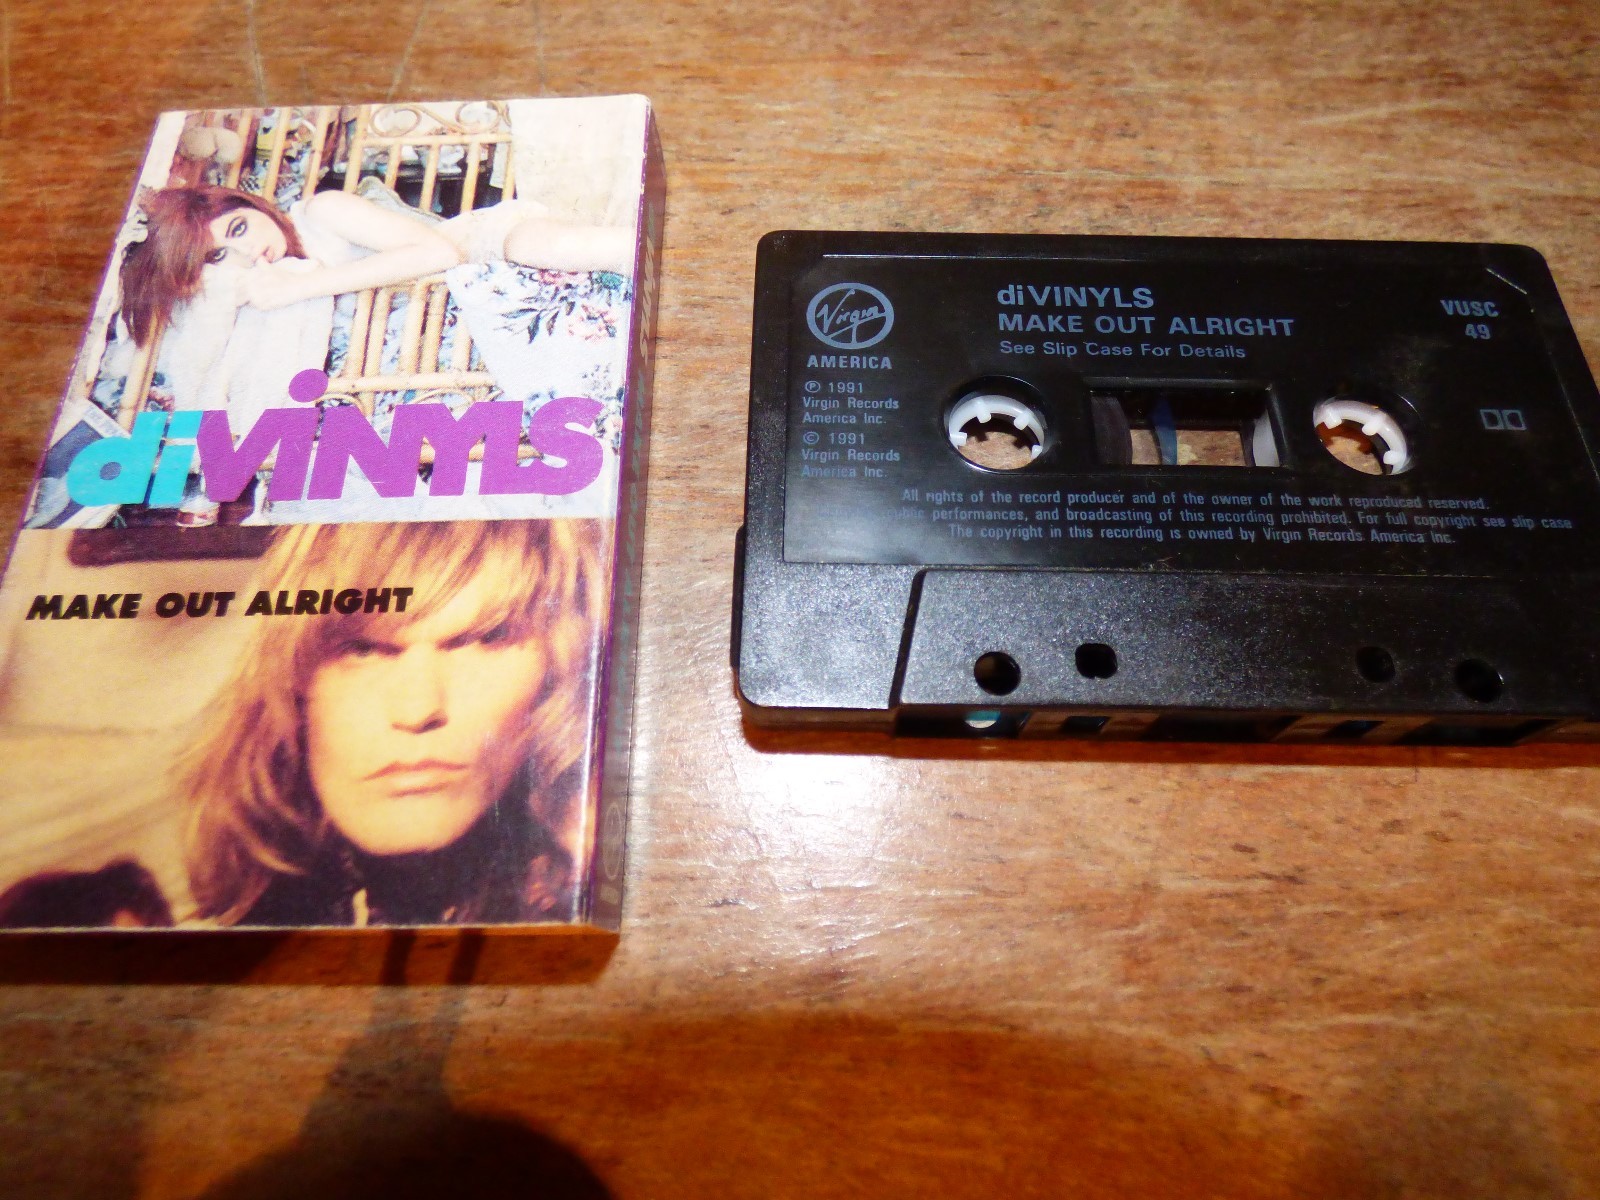 diViNYLS
MAKE OUT ALRIGHT
Virgin
AMERICA
℗ 1991
Virgin Records
America Inc.
© 1991
Virgin Records
America Inc.
diVINYLS
MAKE OUT ALRIGHT
See Slip Case For Details
VUSC
49
All rights of the record producer and of the owner of the work reproduced reserved.
public performances, and broadcasting of this recording prohibited. For full copyright see slip case
The copyright in this recording is owned by Virgin Records America Inc.